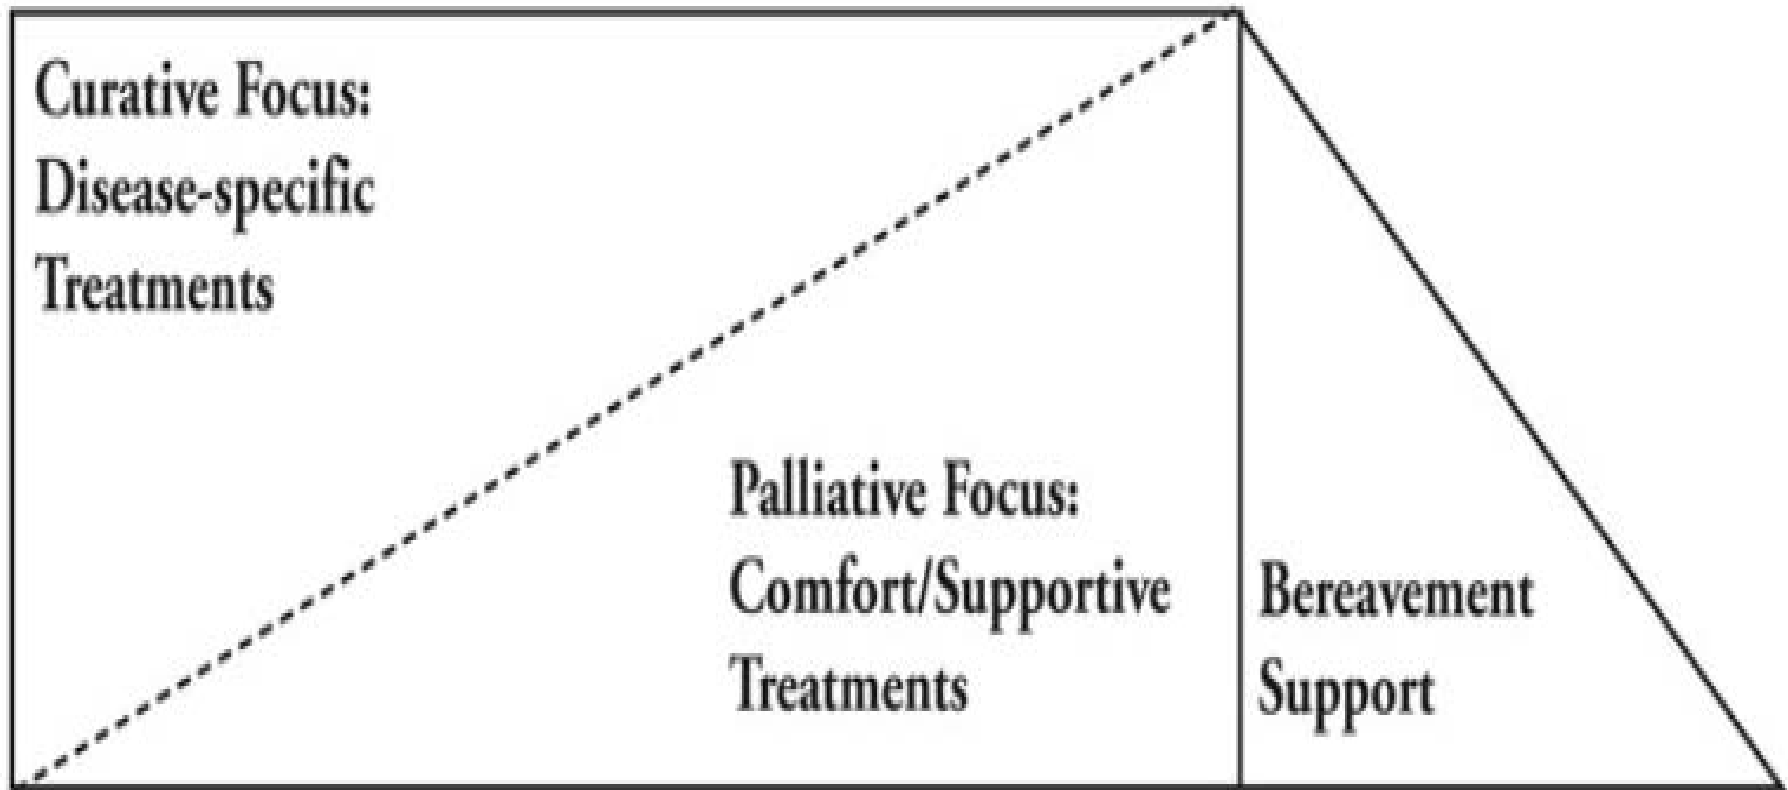 Curative Focus:
Disease-specific
Treatments
Palliative Focus:
Comfort/Supportive
Treatments
Bereavement
Support